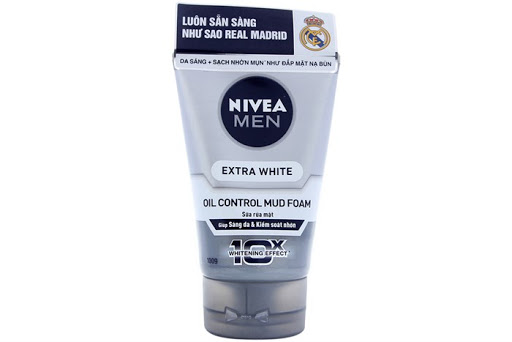 LUÔN SẴN SÀNG
NHƯ SAO REAL MADRID
DA SÁNG + SẠCH NHỜN MỤN* NHƯ ĐẮP MẶT NẠ BÙN
NIVEA
MEN
EXTRA WHITE
OIL CONTROL MUD FOAM
Sữa rửa mặt
Giúp Sáng da & Kiểm soát nhờn
10X
WHITENING EFFECT
100g